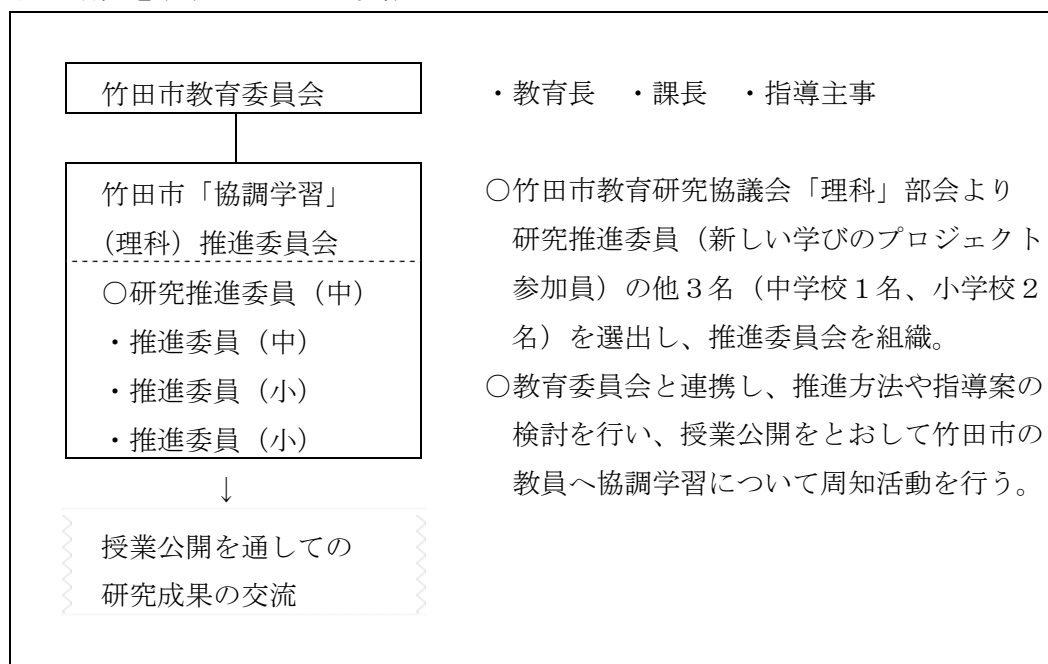 竹田市教育委員会
・教育長　・課長　・指導主事
竹田市「協調学習」
（理科）推進委員会
○研究推進委員（中）
・推進委員（中）
・推進委員（小）
・推進委員（小）
○竹田市教育研究協議会「理科」部会より
研究推進委員（新しい学びのプロジェクト
参加員）の他３名（中学校１名、小学校２
名）を選出し、推進委員会を組織。
○教育委員会と連携し、推進方法や指導案の
検討を行い、授業公開をとおして竹田市の
教員へ協調学習について周知活動を行う。
↓
授業公開を通しての
研究成果の交流